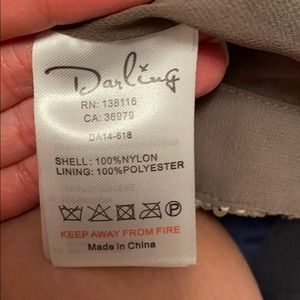 Darling
RN: 138116
CA: 36979
DA14-618
SHELL: 100%NYLON
LINING: 100%POLYESTER
P
KEEP AWAY FROM FIRE
Made in China